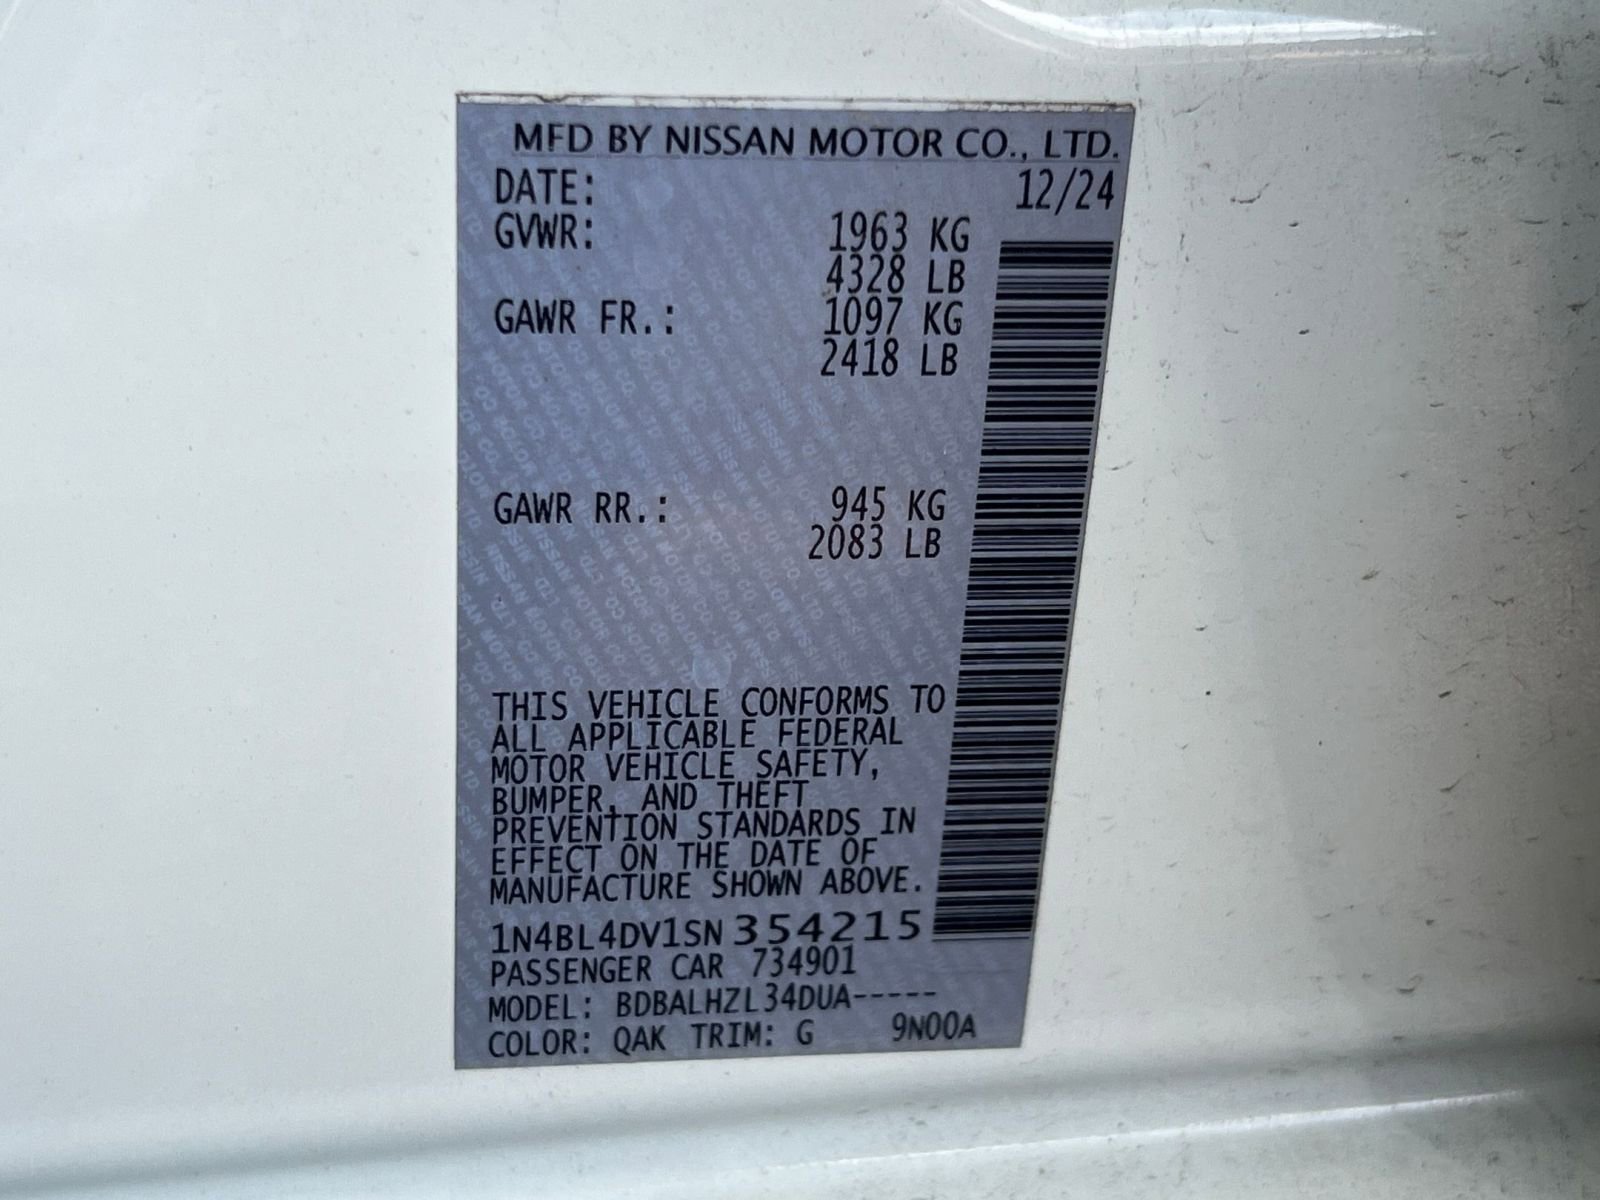 MFD BY NISSAN MOTOR CO., LTD.
DATE: 12/24
GVWR: 1963 KG
4328 LB
GAWR FR.: 1097 KG
2418 LB
GAWR RR.: 945 KG
2083 LB
THIS VEHICLE CONFORMS TO
ALL APPLICABLE FEDERAL
MOTOR VEHICLE SAFETY,
BUMPER, AND THEFT
PREVENTION STANDARDS IN
EFFECT ON THE DATE OF
MANUFACTURE SHOWN ABOVE.
1N4BL4DV1SN354215
PASSENGER CAR 734901
MODEL: BDBALHZL34DUA-----
COLOR: QAK TRIM: G 9N00A